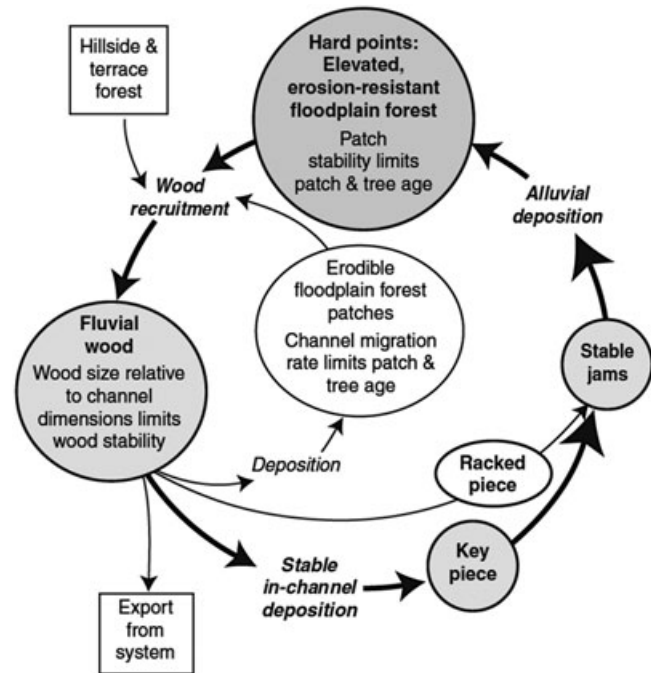 Hillside &
terrace
forest
Hard points:
Elevated,
erosion-resistant
floodplain forest
Patch
stability limits
patch & tree age
Wood
recruitment
Alluvial
deposition
Erodible
floodplain forest
patches
Channel migration
rate limits patch &
tree age
Fluvial
wood
Wood size relative
to channel
dimensions limits
wood stability
Stable
jams
Deposition
Racked
piece
Key
piece
Stable
in-channel
deposition
Export
from
system